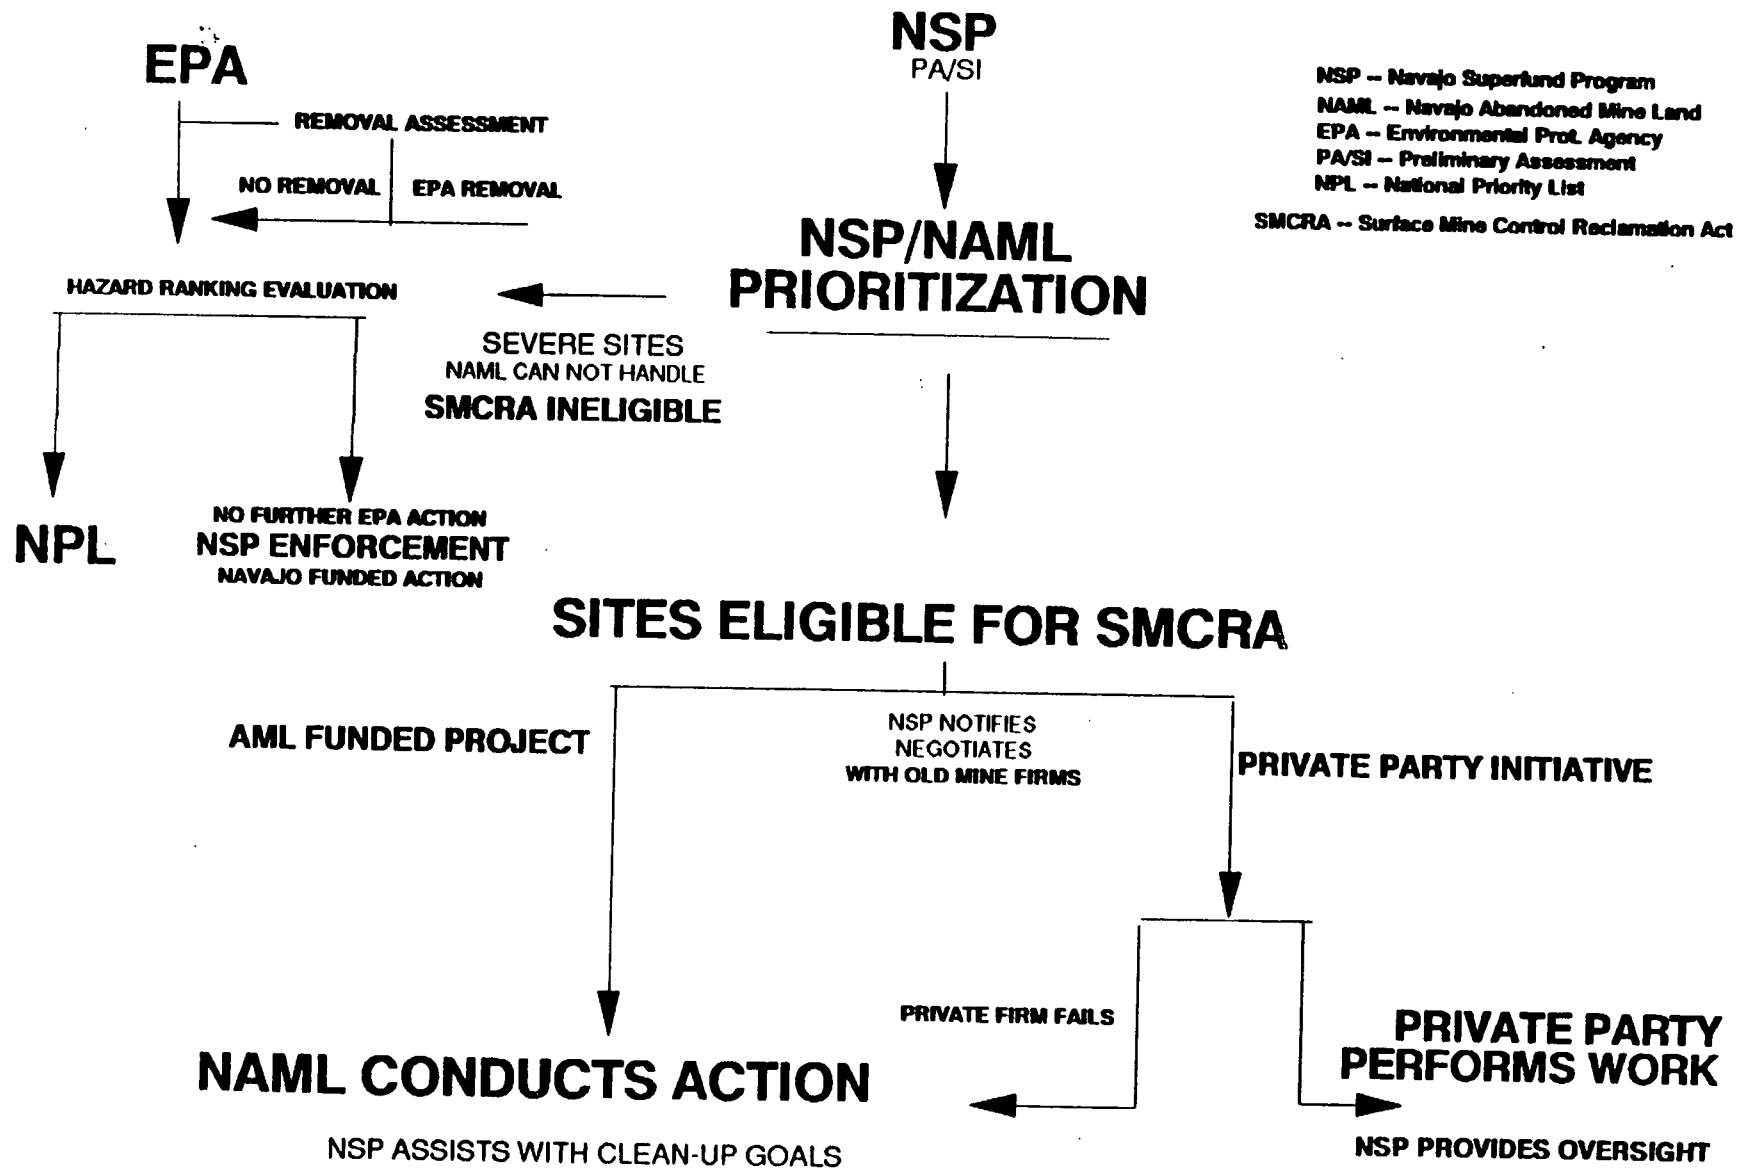 EPA
REMOVAL ASSESSMENT
NO REMOVAL
EPA REMOVAL
HAZARD RANKING EVALUATION
NSP
PA/SI
NSP/NAML
PRIORITIZATION
NSP -- Navajo Superfund Program
NAML -- Navajo Abandoned Mine Land
EPA -- Environmental Prot. Agency
PA/SI -- Preliminary Assessment
NPL -- National Priority List
SMCRA -- Surface Mine Control Reclamation Act
SEVERE SITES
NAML CAN NOT HANDLE
SMCRA INELIGIBLE
NPL
NO FURTHER EPA ACTION
NSP ENFORCEMENT
NAVAJO FUNDED ACTION
SITES ELIGIBLE FOR SMCRA
AML FUNDED PROJECT
NSP NOTIFIES
NEGOTIATES
WITH OLD MINE FIRMS
PRIVATE PARTY INITIATIVE
PRIVATE FIRM FAILS
PRIVATE PARTY
PERFORMS WORK
NAML CONDUCTS ACTION
NSP ASSISTS WITH CLEAN-UP GOALS
NSP PROVIDES OVERSIGHT